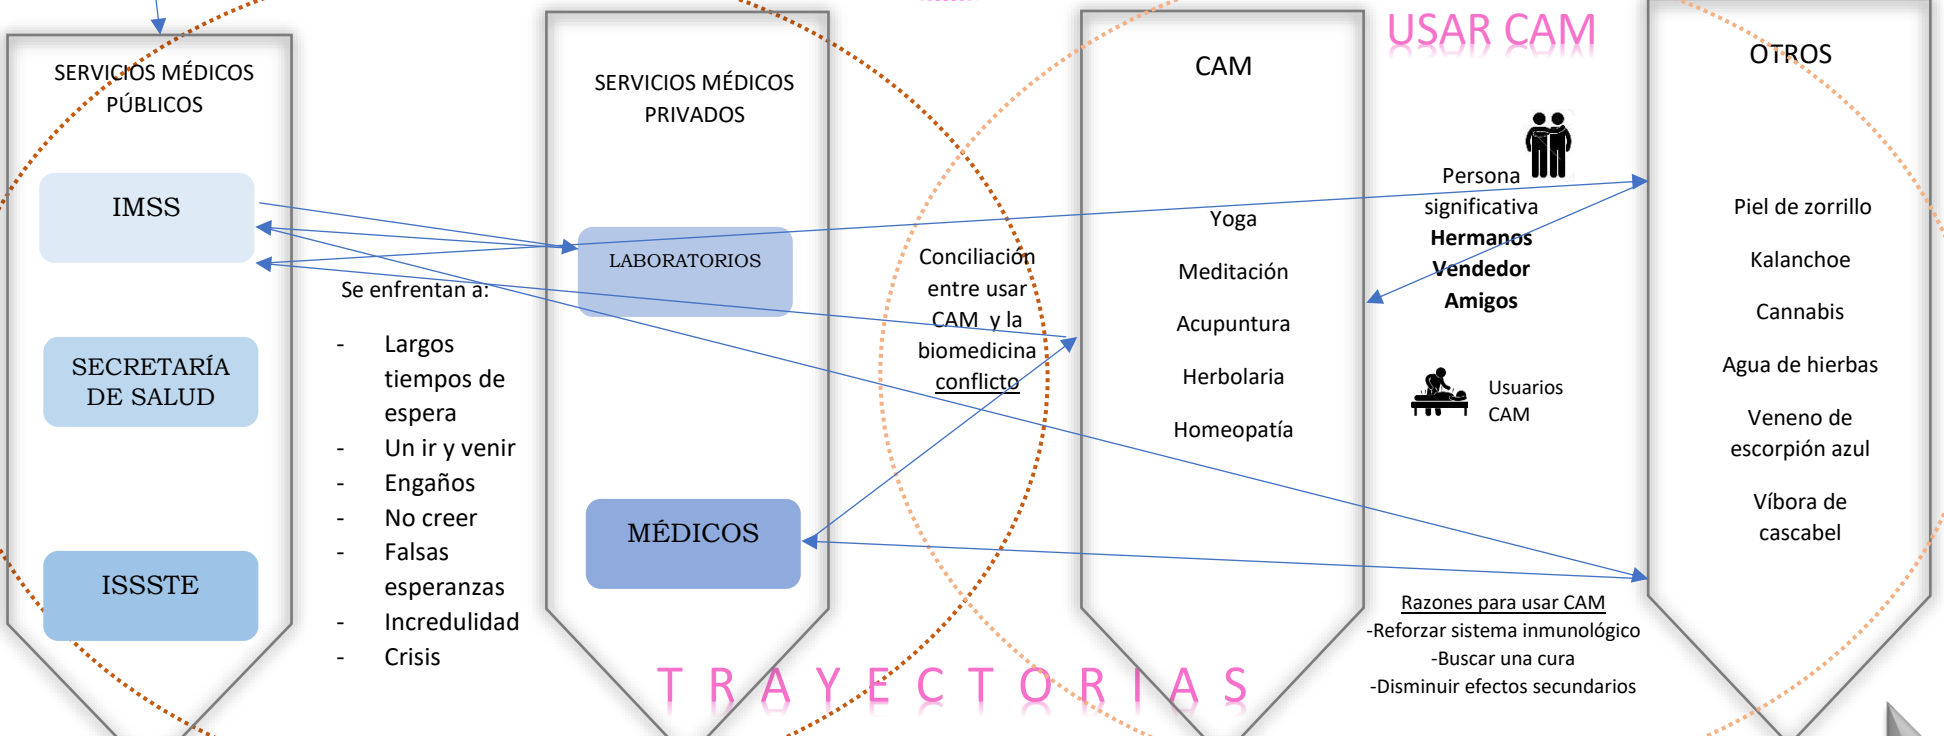 USAR CAM
SERVICIOS MÉDICOS
PÚBLICOS
IMSS
SECRETARÍA
DE SALUD
ISSSTE
Se enfrentan a:
- Largos
tiempos de
espera
- Un ir y venir
- Engaños
- No creer
- Falsas
esperanzas
- Incredulidad
- Crisis
SERVICIOS MÉDICOS
PRIVADOS
LABORATORIOS
MÉDICOS
Conciliación
entre usar
CAM y la
biomedicina
conflicto
CAM
Yoga
Meditación
Acupuntura
Herbolaria
Homeopatía
Persona
significativa
Hermanos
Vendedor
Amigos
Usuarios
CAM
Razones para usar CAM
-Reforzar sistema inmunológico
-Buscar una cura
-Disminuir efectos secundarios
OTROS
Piel de zorrillo
Kalanchoe
Cannabis
Agua de hierbas
Veneno de
escorpión azul
Víbora de
cascabel
TRAYECTORIAS